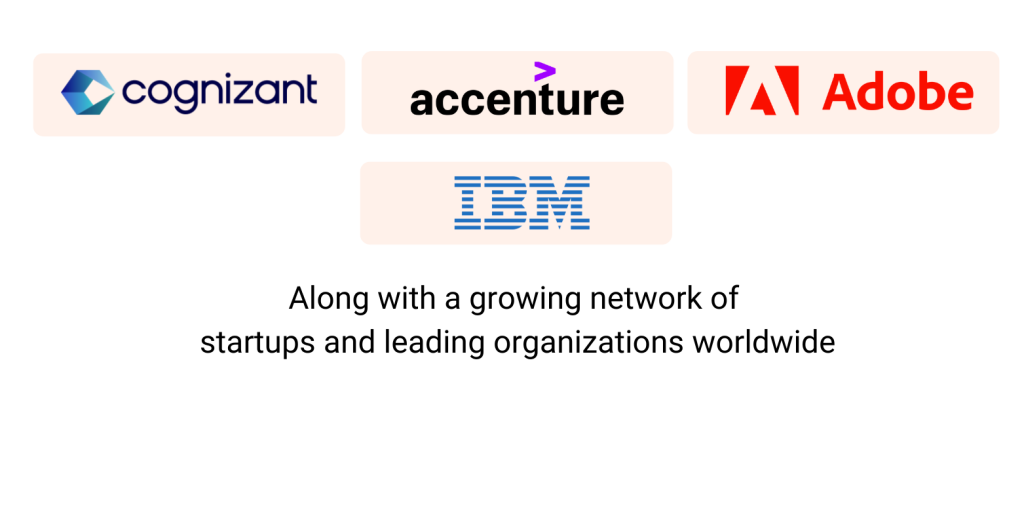 cognizant
accenture
Adobe
IBM
Along with a growing network of
startups and leading organizations worldwide